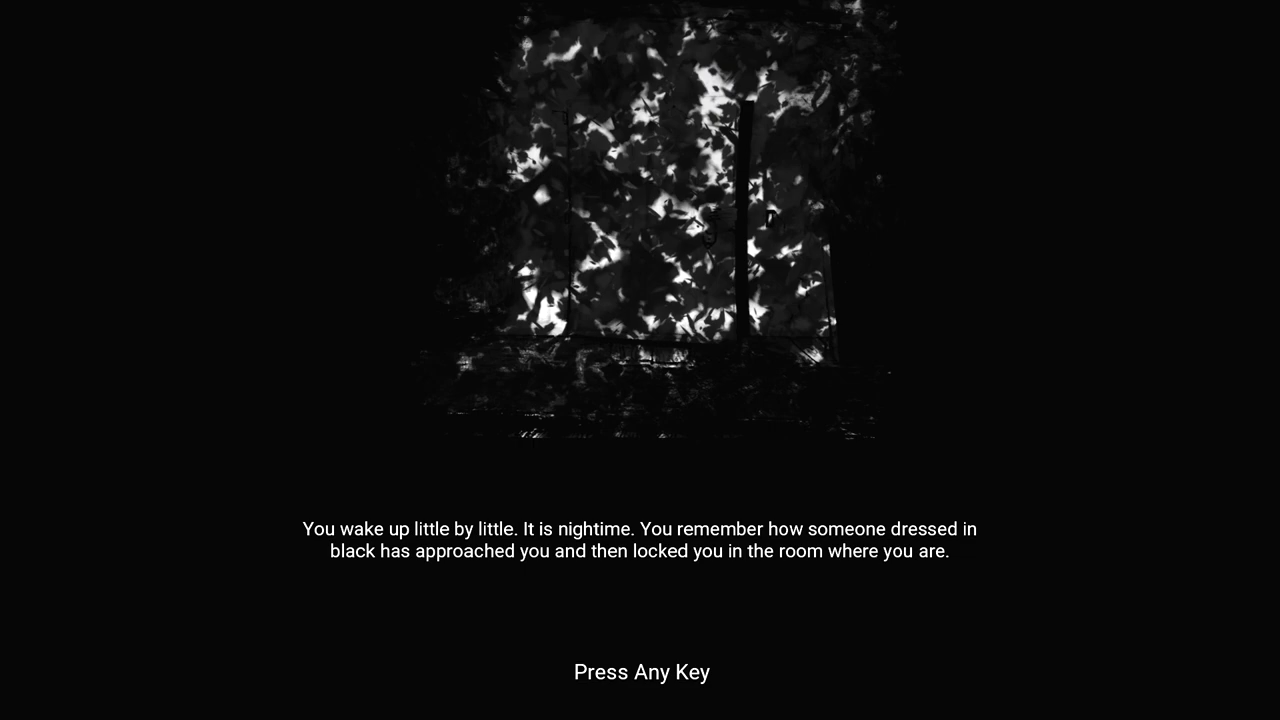 You wake up little by little. It is nightime. You remember how someone dressed in
black has approached you and then locked you in the room where you are.
Press Any Key